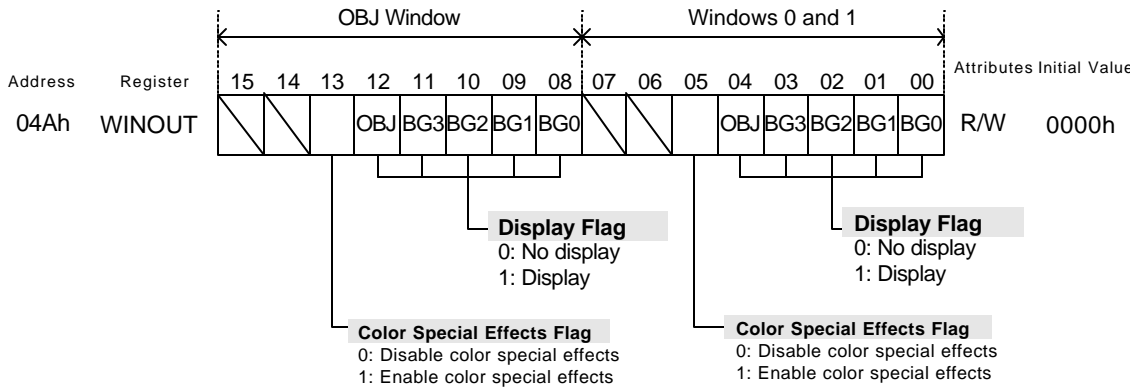 OBJ Window Windows 0 and 1
Address Register 15 14 13 12 11 10 09 08 07 06 05 04 03 02 01 00 Attributes Initial Value
04Ah WINOUT OBJ BG3 BG2 BG1 BG0 OBJ BG3 BG2 BG1 BG0 R/W 0000h
Display Flag
0: No display
1: Display
Display Flag
0: No display
1: Display
Color Special Effects Flag
0: Disable color special effects
1: Enable color special effects
Color Special Effects Flag
0: Disable color special effects
1: Enable color special effects